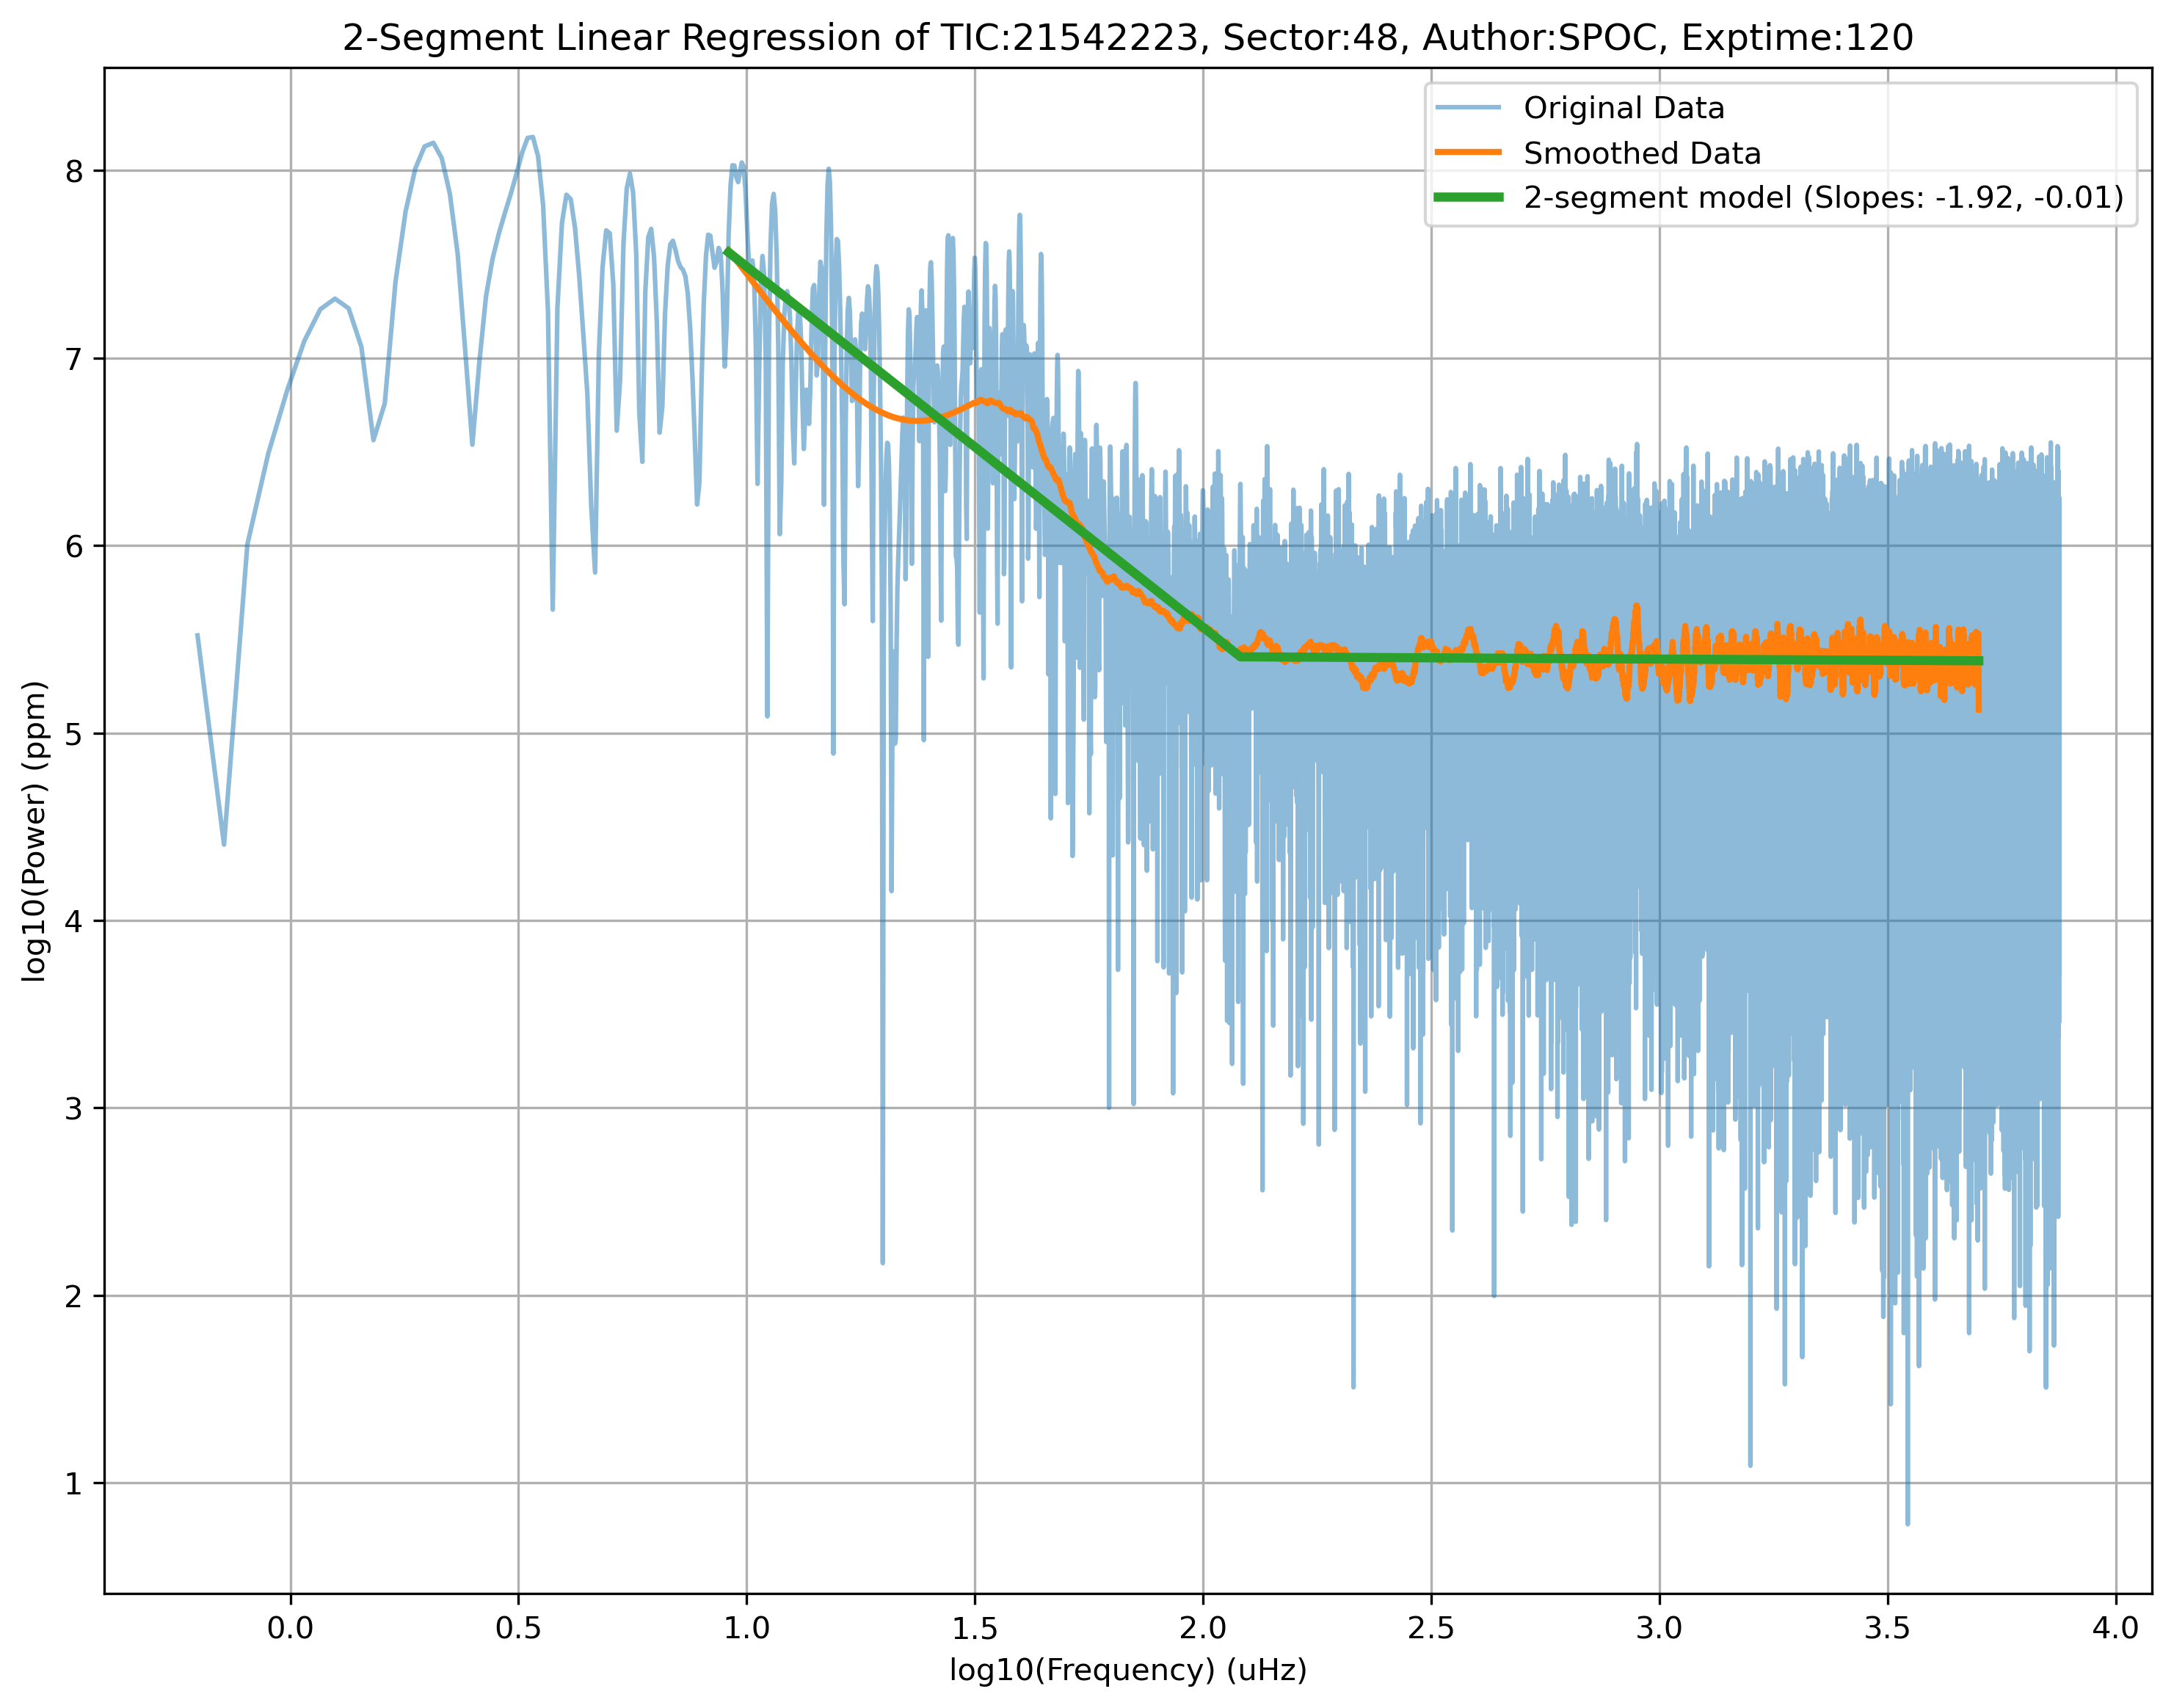 2-Segment Linear Regression of TIC:21542223, Sector:48, Author:SPOC, Exptime:120
Original Data
Smoothed Data
2-segment model (Slopes: -1.92, -0.01)
log10(Power) (ppm)
8
7
6
5
4
3
2
1
0.0 0.5 1.0 1.5 2.0 2.5 3.0 3.5 4.0
log10(Frequency) (uHz)